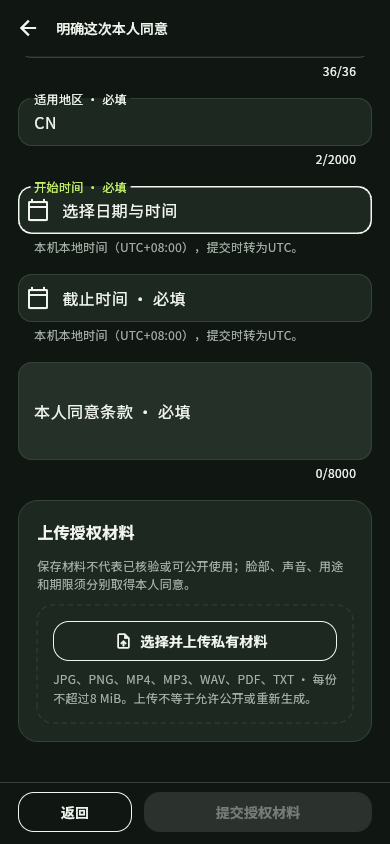 明确这次本人同意
36/36
适用地区 · 必填
CN
2/2000
开始时间 · 必填
选择日期与时间
本机本地时间（UTC+08:00），提交时转为UTC。
截止时间 · 必填
本机本地时间（UTC+08:00），提交时转为UTC。
本人同意条款 · 必填
0/8000
上传授权材料
保存材料不代表已核验或可公开使用；脸部、声音、用途
和期限须分别取得本人同意。
选择并上传私有材料
JPG、PNG、MP4、MP3、WAV、PDF、TXT · 每份
不超过8 MiB。上传不等于允许公开或重新生成。
返回
提交授权材料